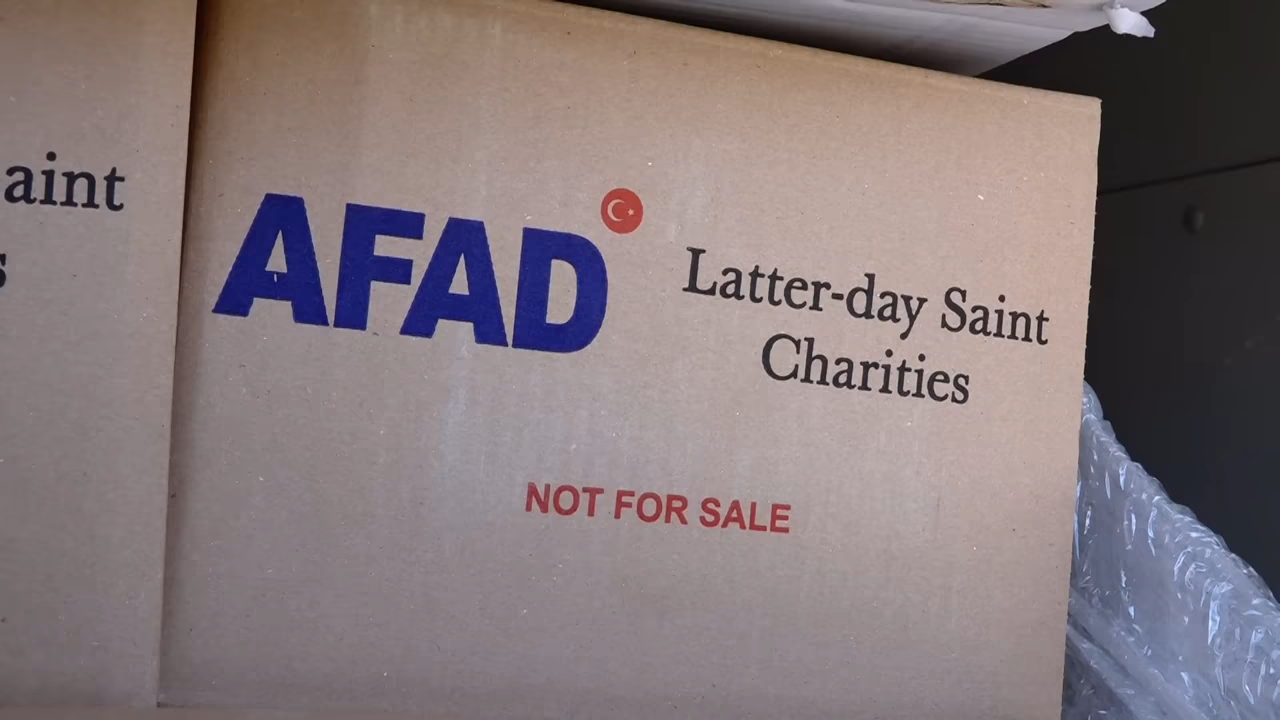 aint
s
AFAD
Latter-day Saint
Charities
NOT FOR SALE